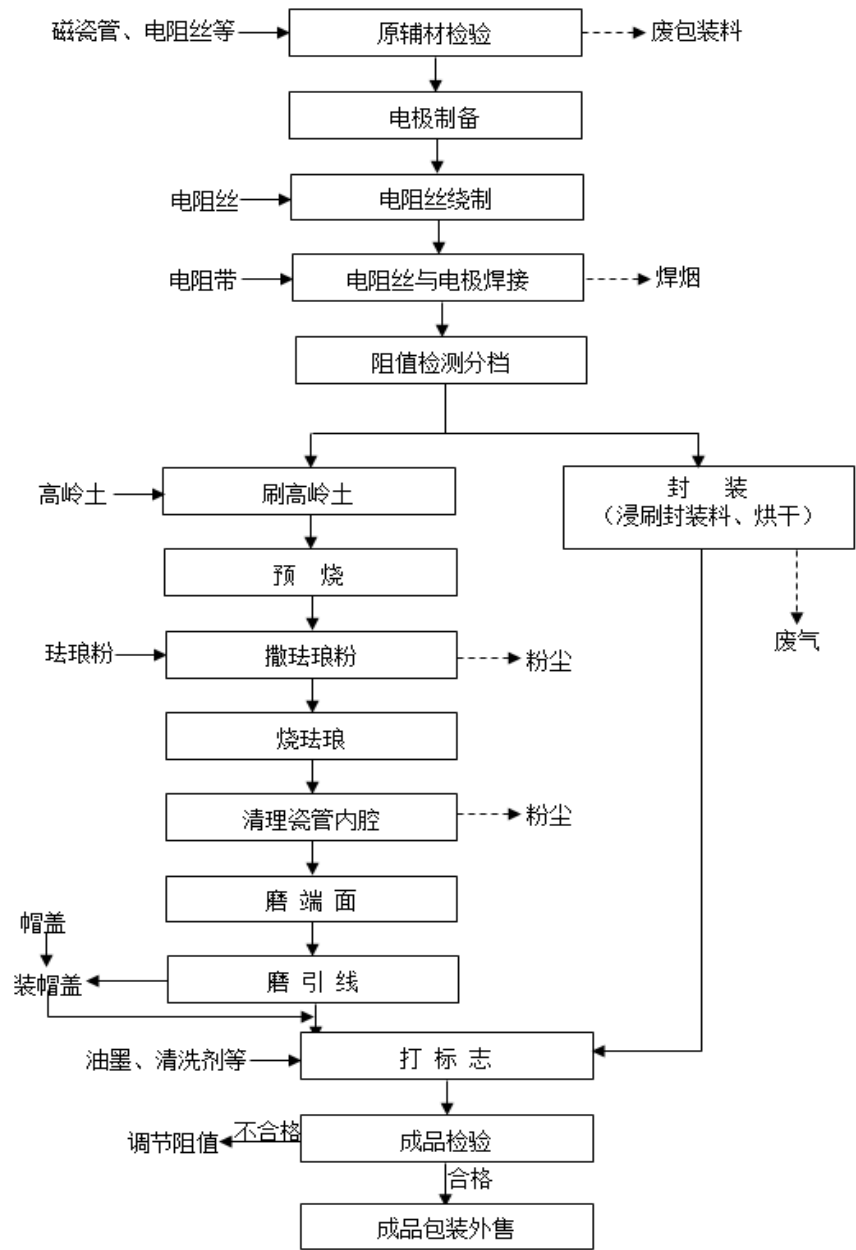 磁瓷管、电阻丝等
原辅材检验
废包装料
电极制备
电阻丝
电阻丝绕制
电阻带
电阻丝与电极焊接
焊烟
阻值检测分档
高岭土
刷高岭土
封 装
（浸刷封装料、烘干）
预 烧
废气
珐琅粉
撒珐琅粉
粉尘
烧珐琅
清理瓷管内腔
粉尘
磨 端 面
帽盖
装帽盖
磨 引 线
油墨、清洗剂等
打 标 志
调节阻值
不合格
成品检验
合格
成品包装外售